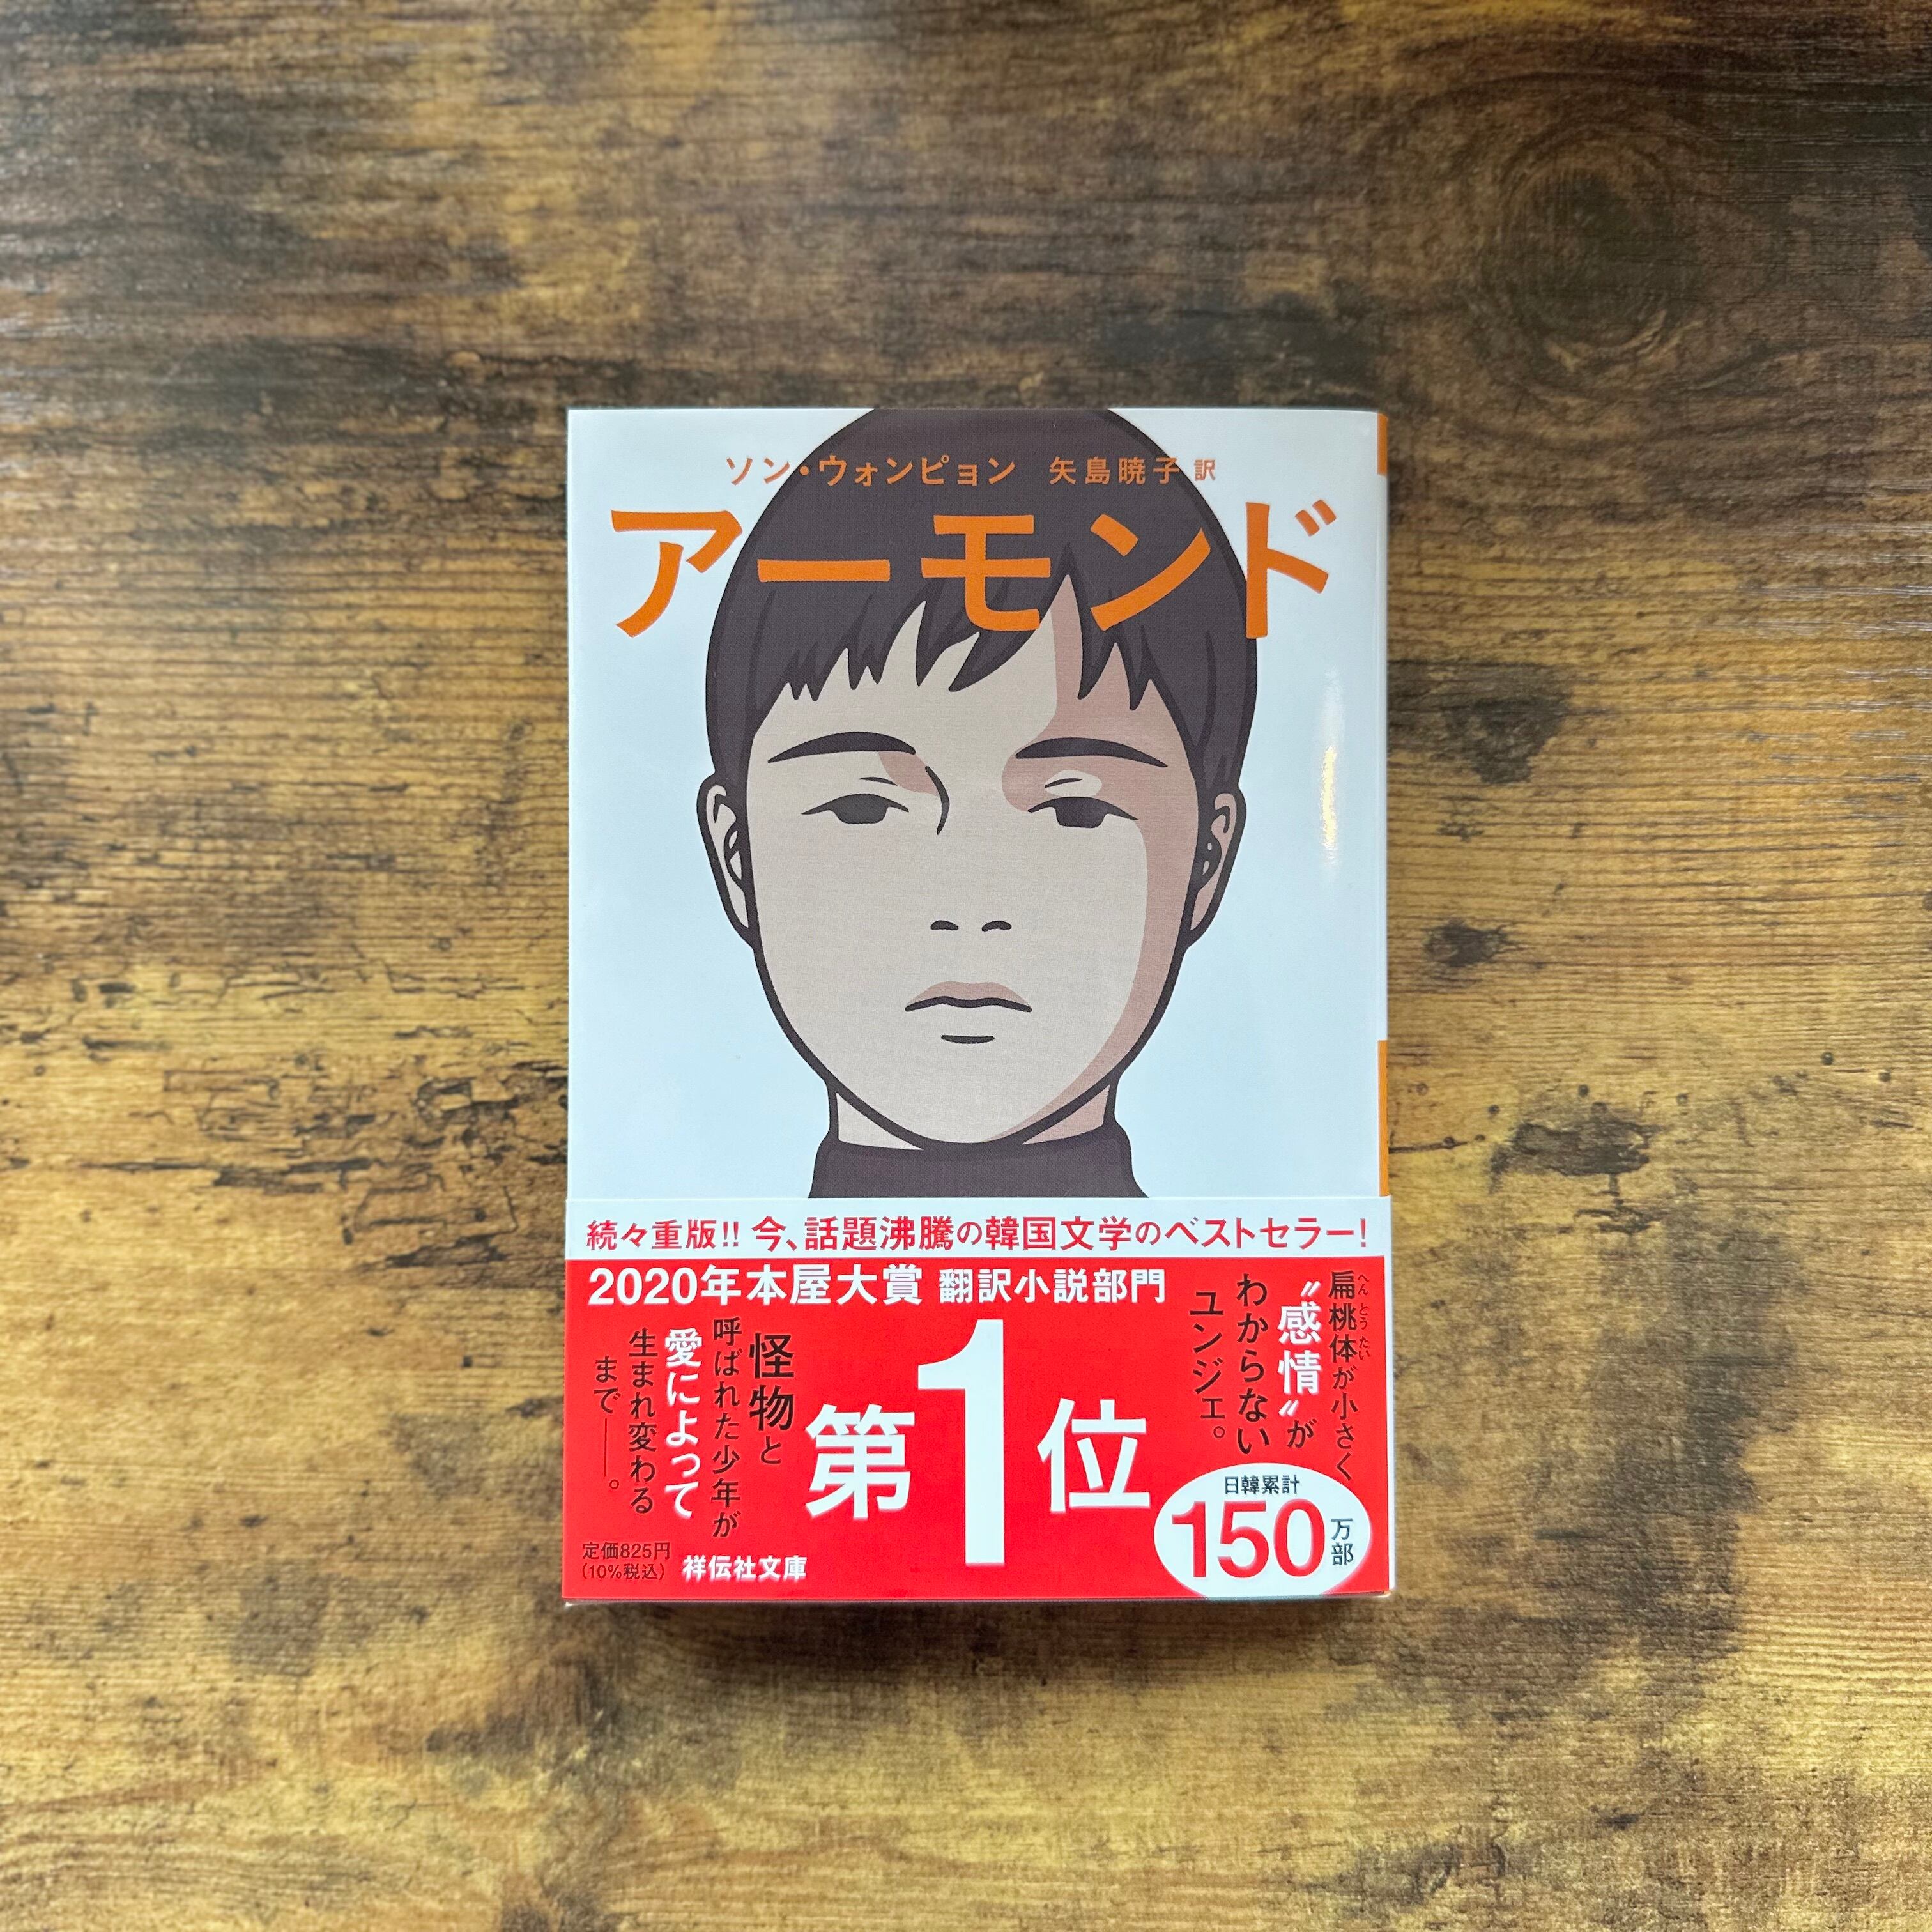 ソン・ウォンピョン 矢島暁子 訳
アーモンド
続々重版!! 今、話題沸騰の韓国文学のベストセラー!
2020年本屋大賞 翻訳小説部門
第1位
扁桃体が小さく
へんとうたい
〝感情〟が
わからない
ユンジェ。
怪物と
呼ばれた少年が
愛によって
生まれ変わる
まで――。
日韓累計
150万部
定価825円
(10%税込)
祥伝社文庫